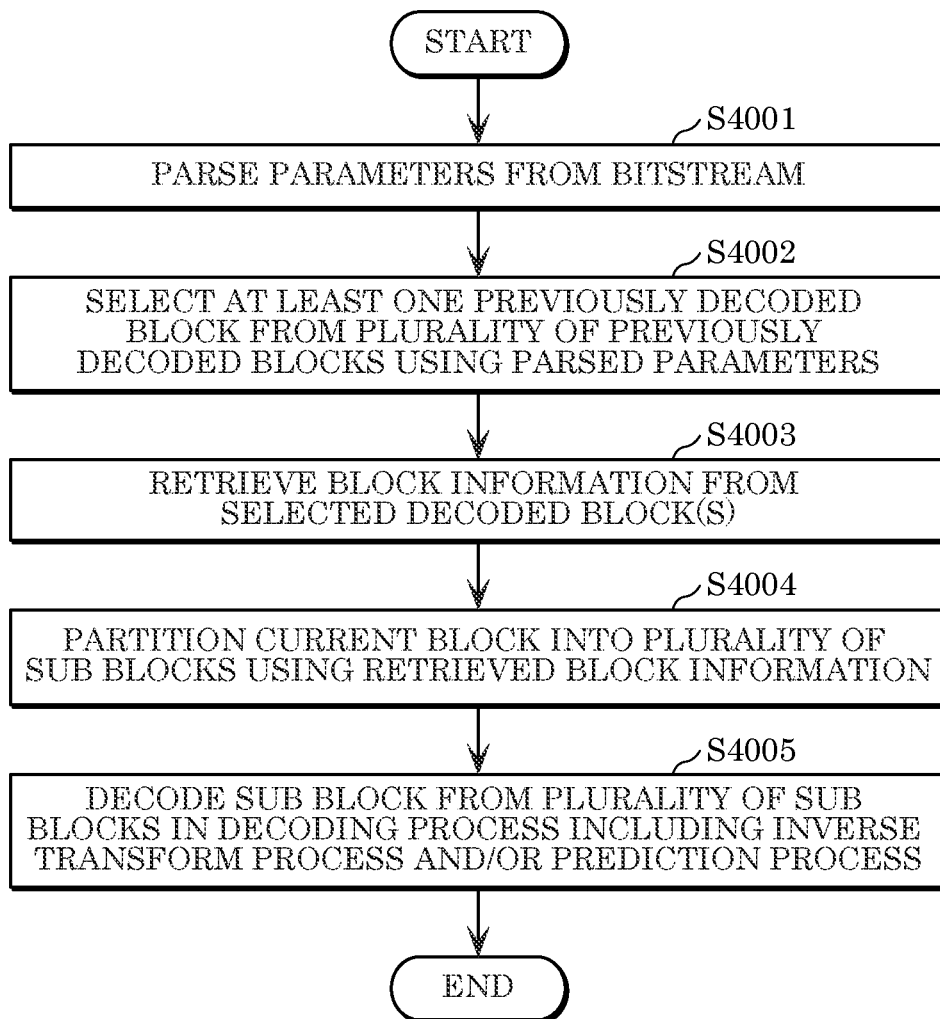 START
S4001
PARSE PARAMETERS FROM BITSTREAM
S4002
SELECT AT LEAST ONE PREVIOUSLY DECODED
BLOCK FROM PLURALITY OF PREVIOUSLY
DECODED BLOCKS USING PARSED PARAMETERS
S4003
RETRIEVE BLOCK INFORMATION FROM
SELECTED DECODED BLOCK(S)
S4004
PARTITION CURRENT BLOCK INTO PLURALITY OF
SUB BLOCKS USING RETRIEVED BLOCK INFORMATION
S4005
DECODE SUB BLOCK FROM PLURALITY OF SUB
BLOCKS IN DECODING PROCESS INCLUDING INVERSE
TRANSFORM PROCESS AND/OR PREDICTION PROCESS
END